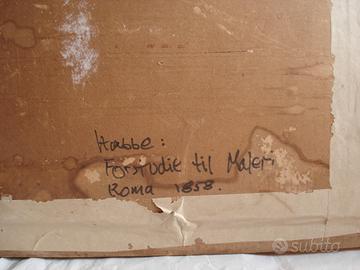 Habbe:
Forstudie til Maleri
Roma 1858.
subito